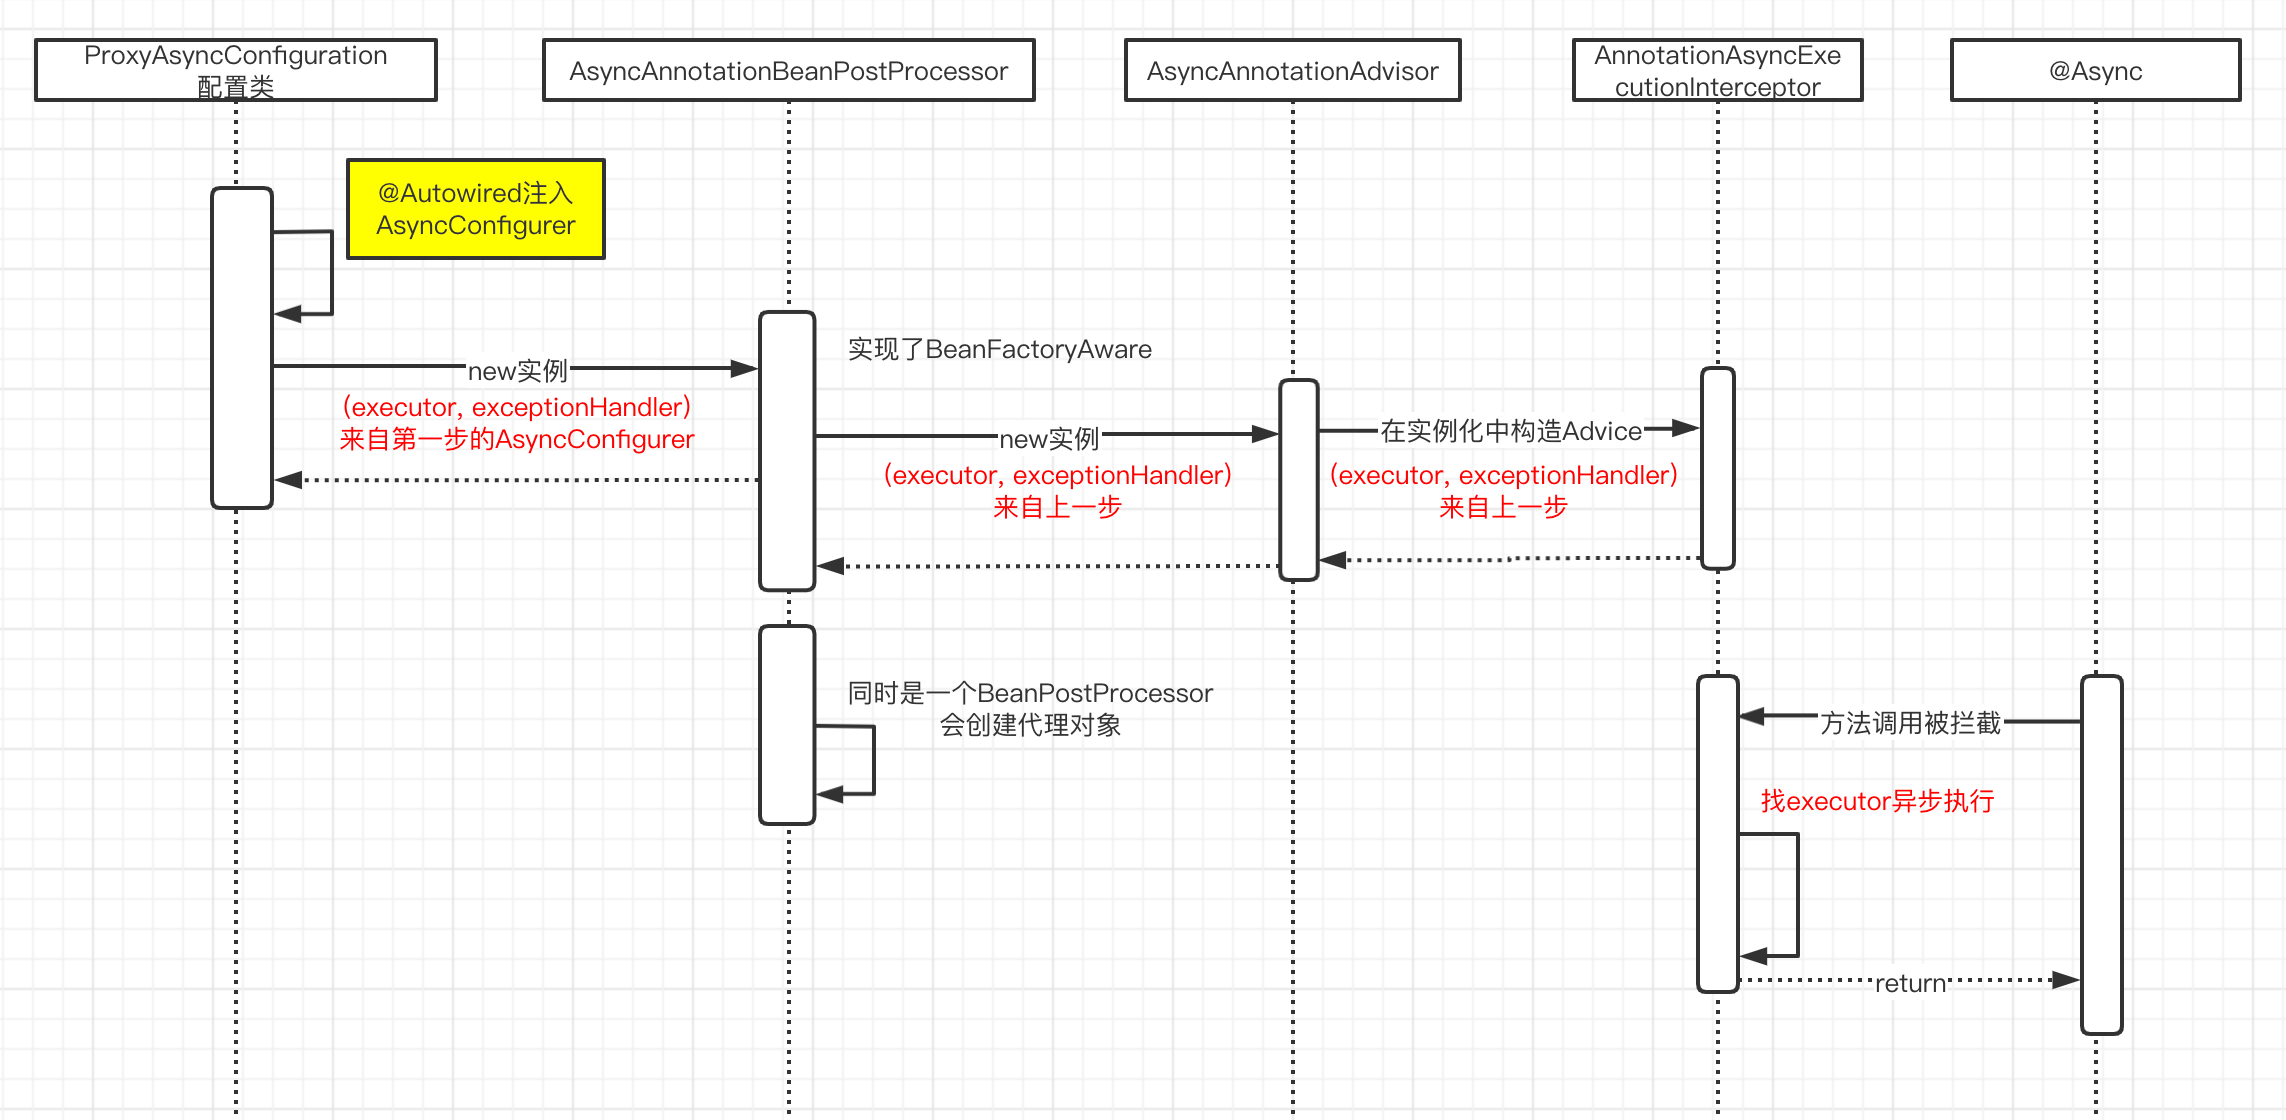 ProxyAsyncConfiguration
配置类
AsyncAnnotationBeanPostProcessor
AsyncAnnotationAdvisor
AnnotationAsyncExe
cutionInterceptor
@Async
@Autowired注入
AsyncConfigurer
实现了BeanFactoryAware
new实例
(executor, exceptionHandler)
来自第一步的AsyncConfigurer
new实例
(executor, exceptionHandler)
来自上一步
在实例化中构造Advice
(executor, exceptionHandler)
来自上一步
同时是一个BeanPostProcessor
会创建代理对象
方法调用被拦截
找executor异步执行
return